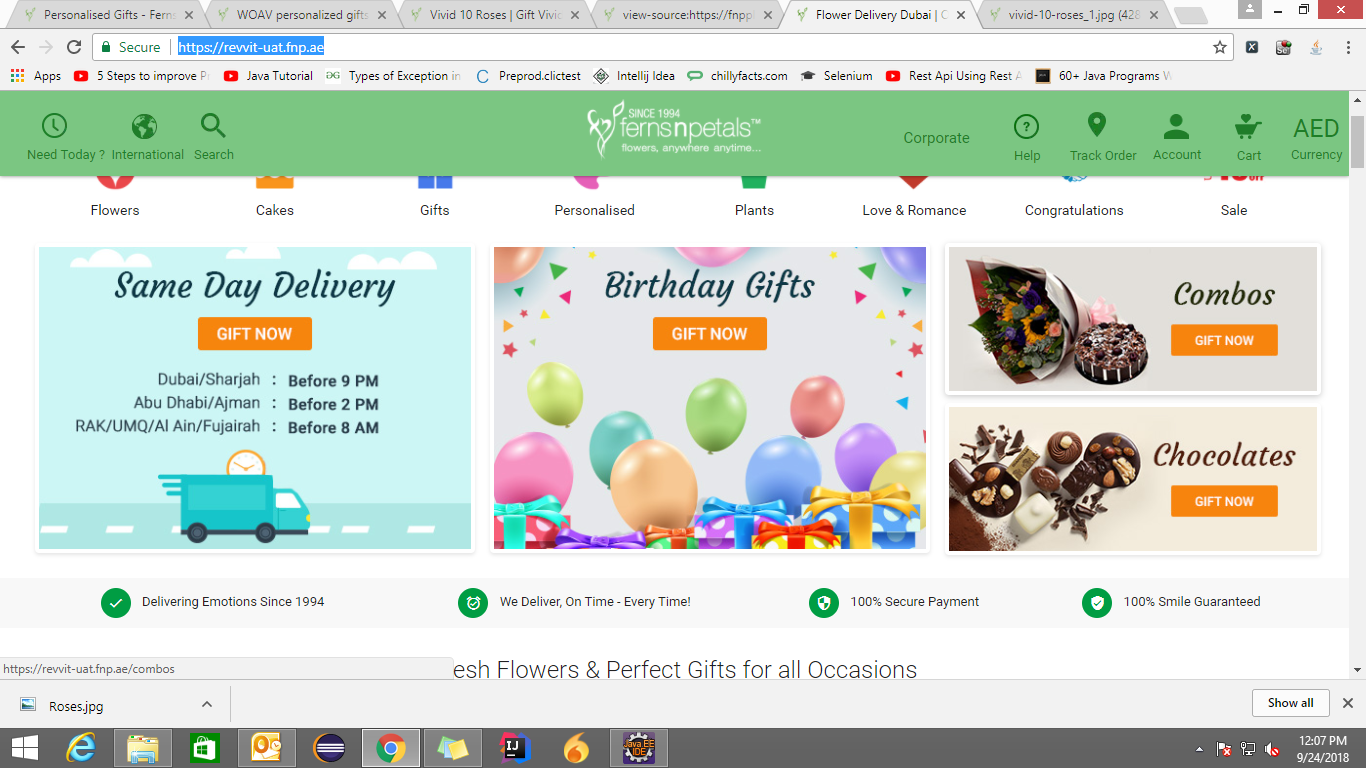 Personalised Gifts - Ferns
WOAV personalized gifts
Vivid 10 Roses | Gift Vivid
view-source:https://fnpp
Flower Delivery Dubai | C
vivid-10-roses_1.jpg (428
Secure
https://revvit-uat.fnp.ae
Apps
5 Steps to improve P
Java Tutorial
Types of Exception in
Preprod.clictest
Intellij Idea
chillyfacts.com
Selenium
Rest Api Using Rest A
60+ Java Programs W
Need Today ?
International
Search
SINCE 1994
fernsnpetals™
flowers, anywhere anytime...
Corporate
Help
Track Order
Account
Cart
AED
Currency
Flowers
Cakes
Gifts
Personalised
Plants
Love & Romance
Congratulations
Sale
Same Day Delivery
GIFT NOW
Dubai/Sharjah : Before 9 PM
Abu Dhabi/Ajman : Before 2 PM
RAK/UMQ/Al Ain/Fujairah : Before 8 AM
Birthday Gifts
GIFT NOW
Combos
GIFT NOW
Chocolates
GIFT NOW
Delivering Emotions Since 1994
We Deliver, On Time - Every Time!
100% Secure Payment
100% Smile Guaranteed
https://revvit-uat.fnp.ae/combos
esh Flowers & Perfect Gifts for all Occasions
Roses.jpg
Show all
Java EE
IDE
12:07 PM
9/24/2018